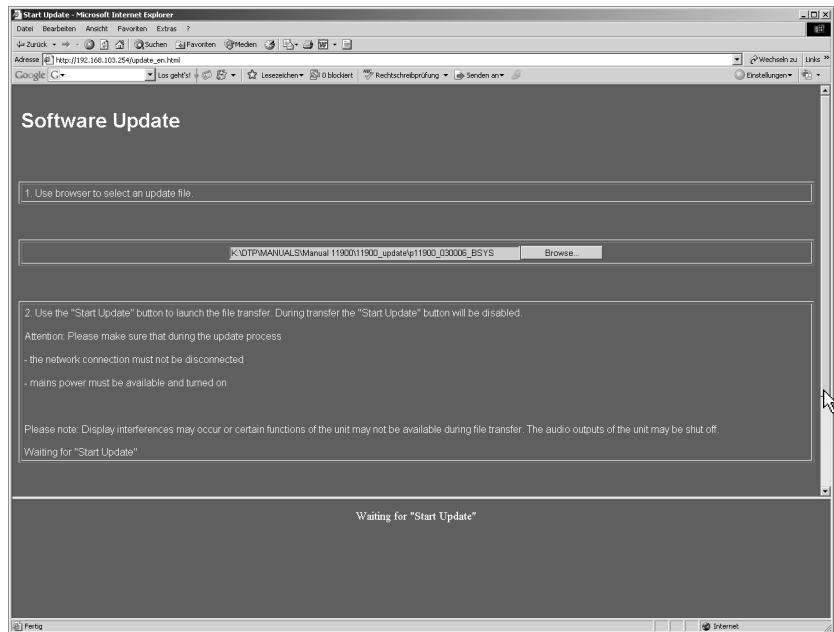 Start Update - Microsoft Internet Explorer
Datei Bearbeiten Ansicht Favoriten Extras ?
Zurück Suchen Favoriten Medien
Adresse http://192.168.103.254/update_en.html Wechseln zu Links »
Google G Los geht's! Lesezeichen 0 blockiert Rechtschreibprüfung Senden an Einstellungen
Software Update
1. Use browser to select an update file.
K:\DTP\MANUALS\Manual 11900\11900_update\p11900_030006_BSYS Browse...
2. Use the "Start Update" button to launch the file transfer. During transfer the "Start Update" button will be disabled.
Attention: Please make sure that during the update process
- the network connection must not be disconnected
- mains power must be available and turned on
Please note: Display interferences may occur or certain functions of the unit may not be available during file transfer. The audio outputs of the unit may be shut off.
Waiting for "Start Update"
Waiting for "Start Update"
Fertig Internet